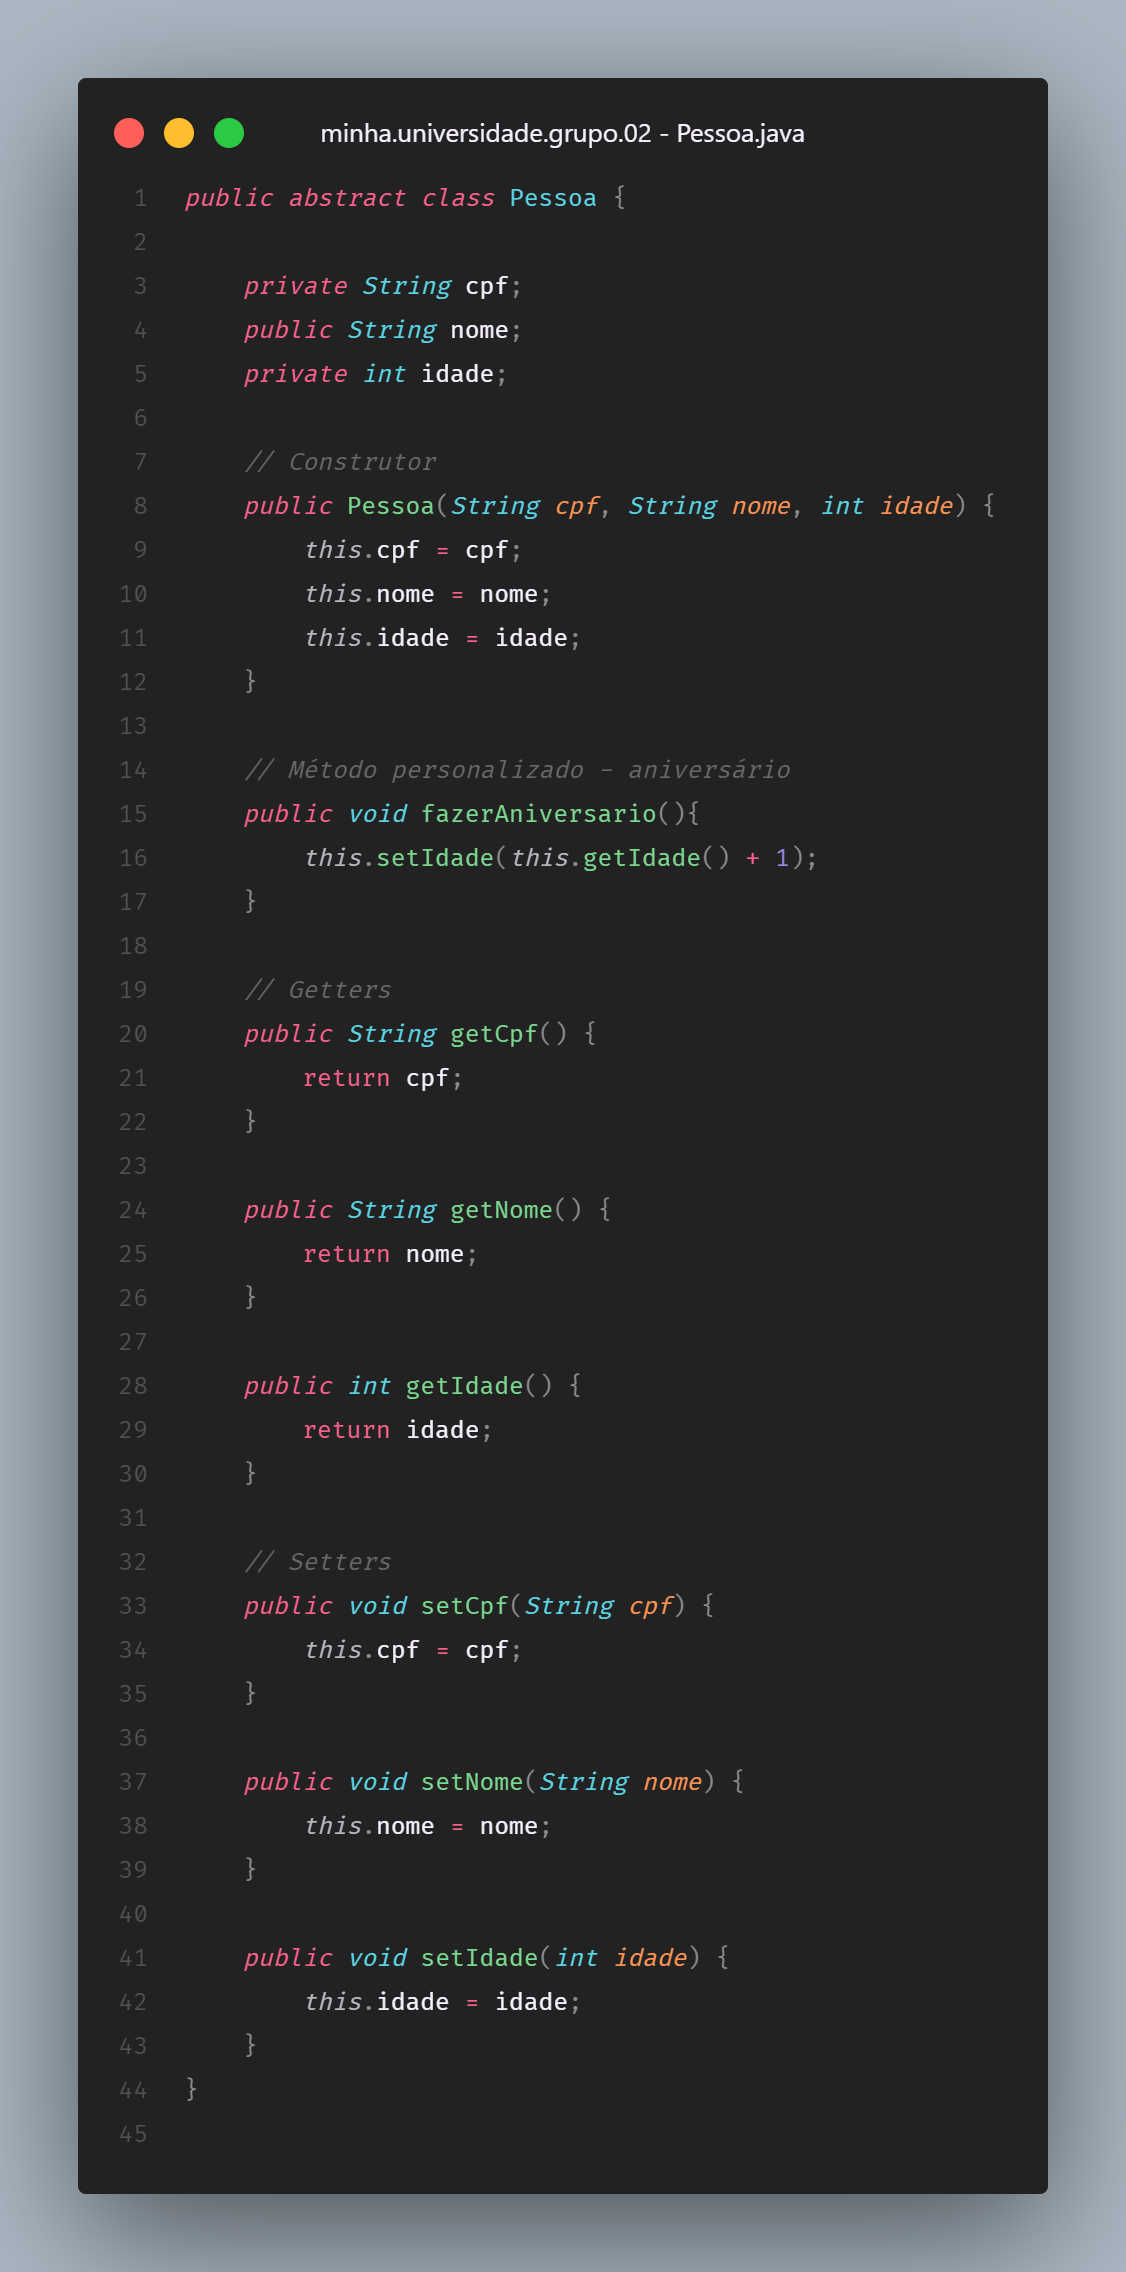 minha.universidade.grupo.02 - Pessoa.java
1 public abstract class Pessoa {
2
3     private String cpf;
4     public String nome;
5     private int idade;
6
7     // Construtor
8     public Pessoa(String cpf, String nome, int idade) {
9         this.cpf = cpf;
10         this.nome = nome;
11         this.idade = idade;
12     }
13
14     // Método personalizado - aniversário
15     public void fazerAniversario(){
16         this.setIdade(this.getIdade() + 1);
17     }
18
19     // Getters
20     public String getCpf() {
21         return cpf;
22     }
23
24     public String getNome() {
25         return nome;
26     }
27
28     public int getIdade() {
29         return idade;
30     }
31
32     // Setters
33     public void setCpf(String cpf) {
34         this.cpf = cpf;
35     }
36
37     public void setNome(String nome) {
38         this.nome = nome;
39     }
40
41     public void setIdade(int idade) {
42         this.idade = idade;
43     }
44 }
45